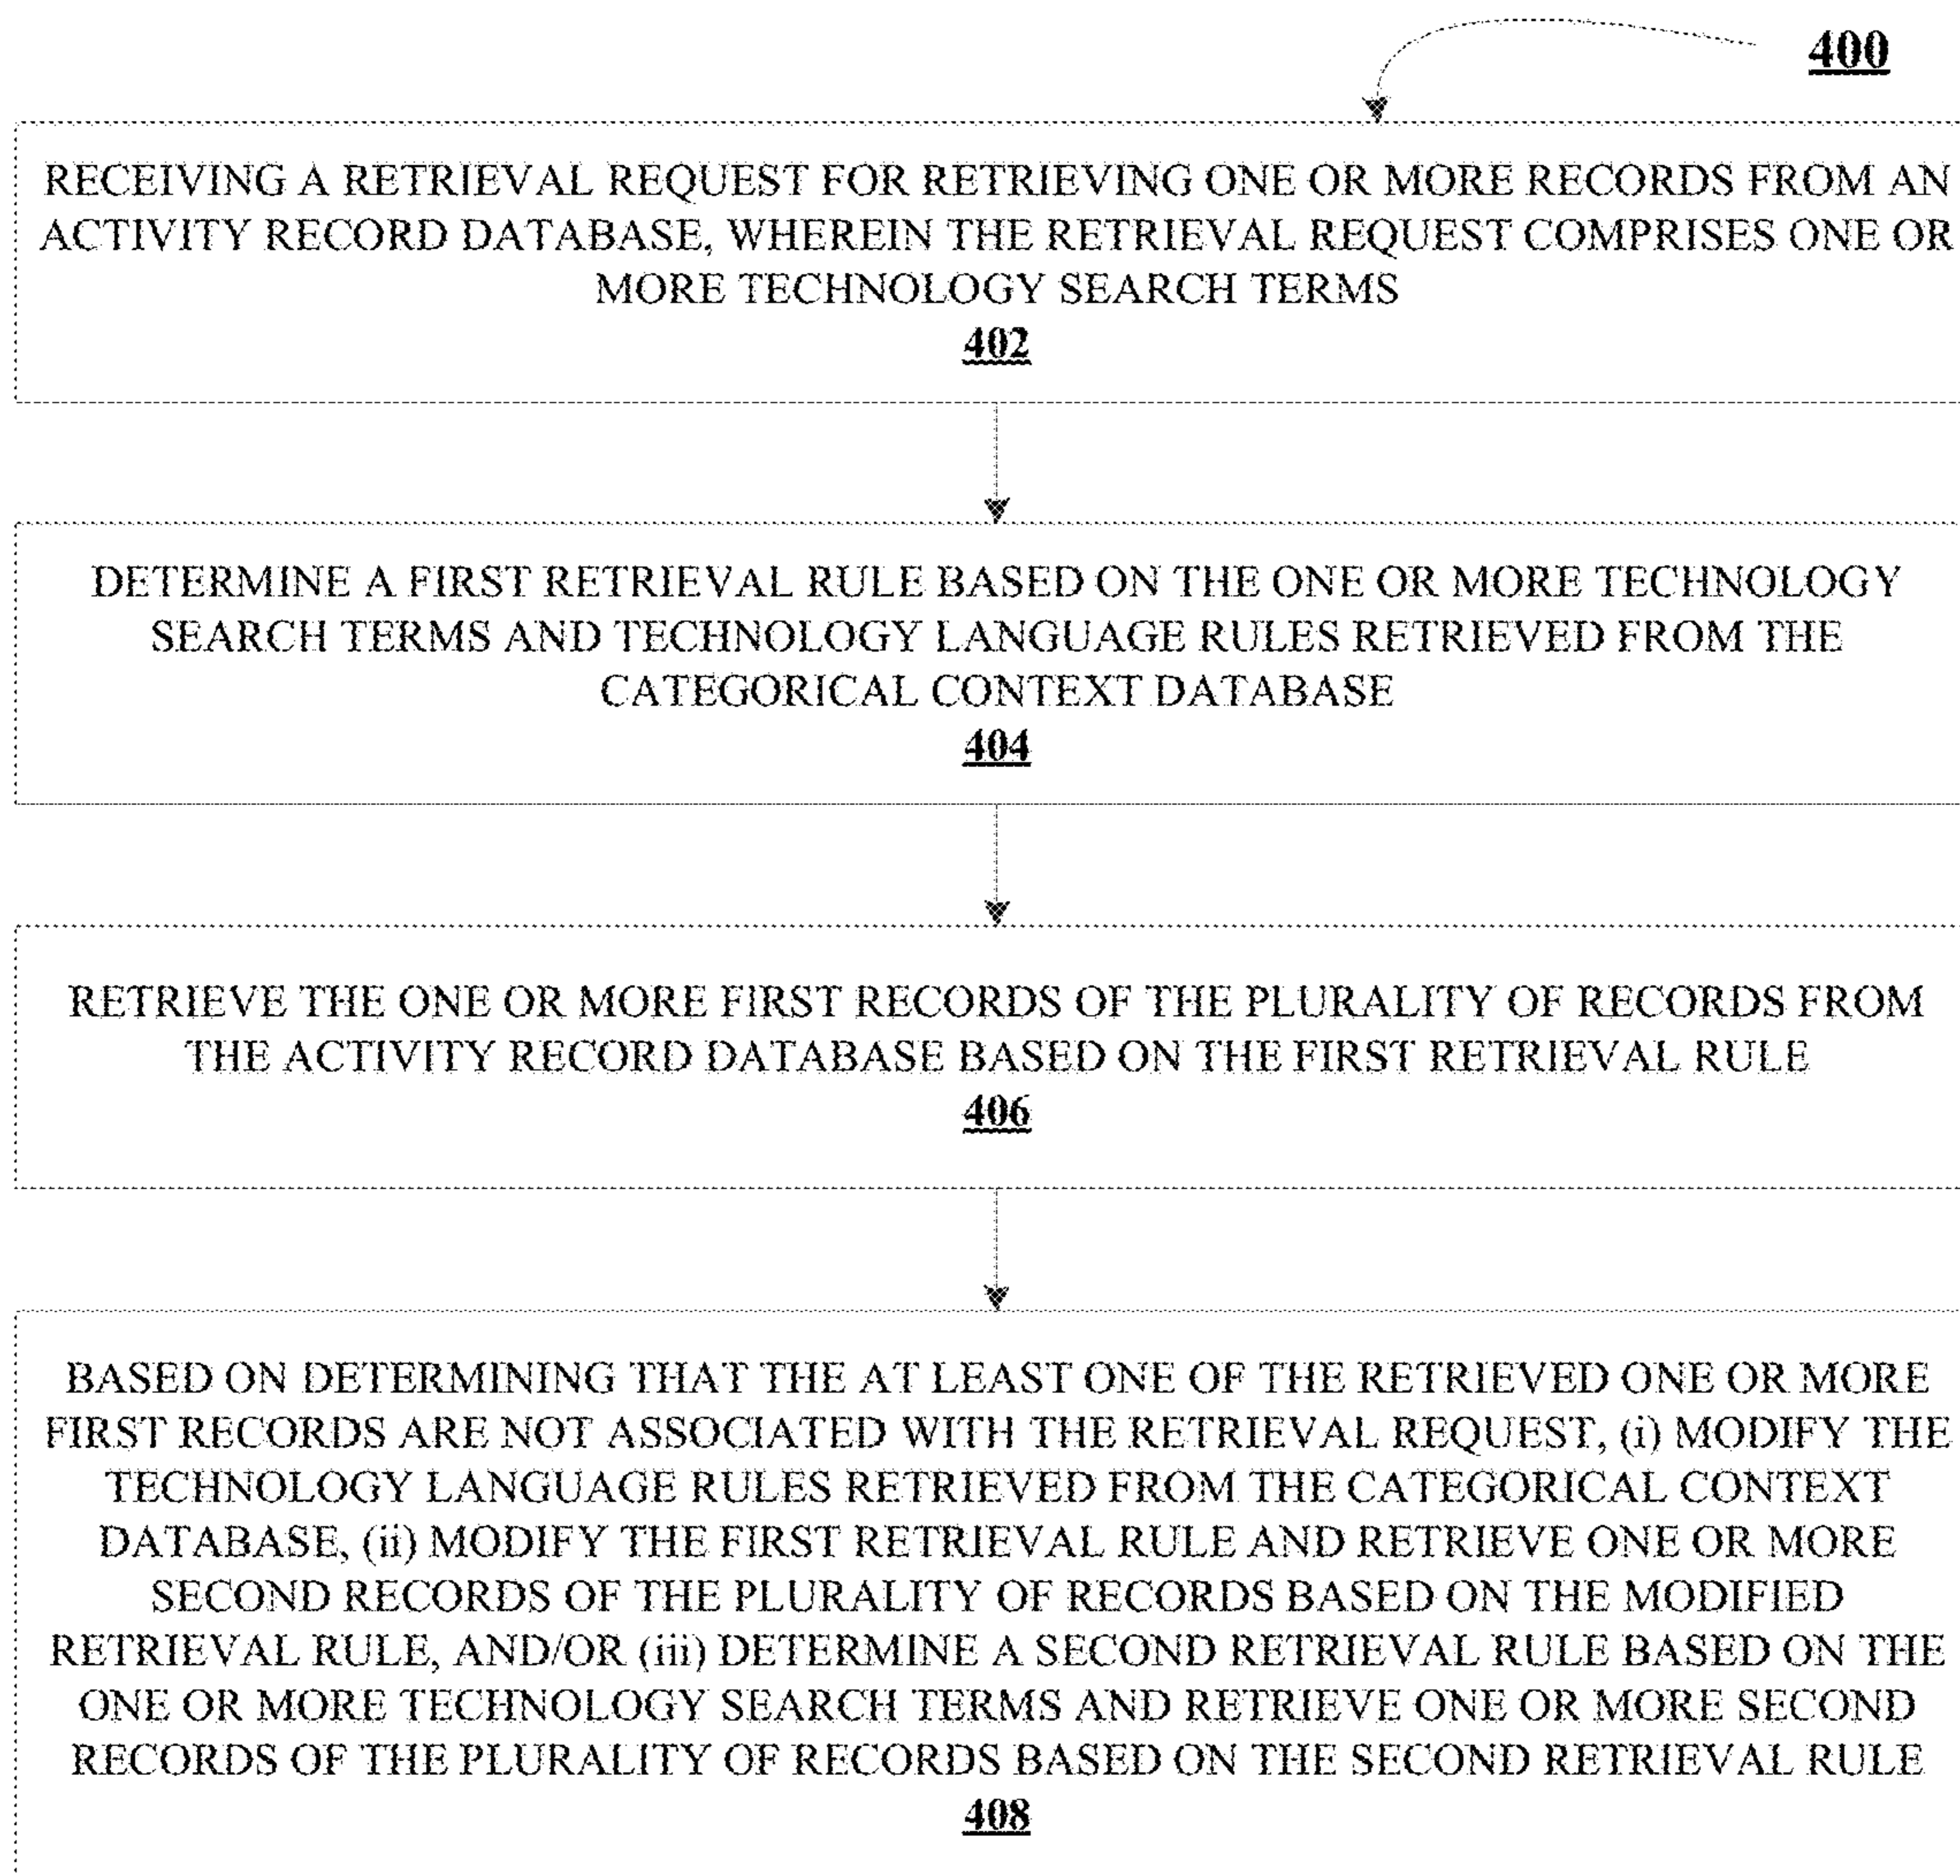 400
RECEIVING A RETRIEVAL REQUEST FOR RETRIEVING ONE OR MORE RECORDS FROM AN
ACTIVITY RECORD DATABASE, WHEREIN THE RETRIEVAL REQUEST COMPRISES ONE OR
MORE TECHNOLOGY SEARCH TERMS
402
DETERMINE A FIRST RETRIEVAL RULE BASED ON THE ONE OR MORE TECHNOLOGY
SEARCH TERMS AND TECHNOLOGY LANGUAGE RULES RETRIEVED FROM THE
CATEGORICAL CONTEXT DATABASE
404
RETRIEVE THE ONE OR MORE FIRST RECORDS OF THE PLURALITY OF RECORDS FROM
THE ACTIVITY RECORD DATABASE BASED ON THE FIRST RETRIEVAL RULE
406
BASED ON DETERMINING THAT THE AT LEAST ONE OF THE RETRIEVED ONE OR MORE
FIRST RECORDS ARE NOT ASSOCIATED WITH THE RETRIEVAL REQUEST, (i) MODIFY THE
TECHNOLOGY LANGUAGE RULES RETRIEVED FROM THE CATEGORICAL CONTEXT
DATABASE, (ii) MODIFY THE FIRST RETRIEVAL RULE AND RETRIEVE ONE OR MORE
SECOND RECORDS OF THE PLURALITY OF RECORDS BASED ON THE MODIFIED
RETRIEVAL RULE, AND/OR (iii) DETERMINE A SECOND RETRIEVAL RULE BASED ON THE
ONE OR MORE TECHNOLOGY SEARCH TERMS AND RETRIEVE ONE OR MORE SECOND
RECORDS OF THE PLURALITY OF RECORDS BASED ON THE SECOND RETRIEVAL RULE
408